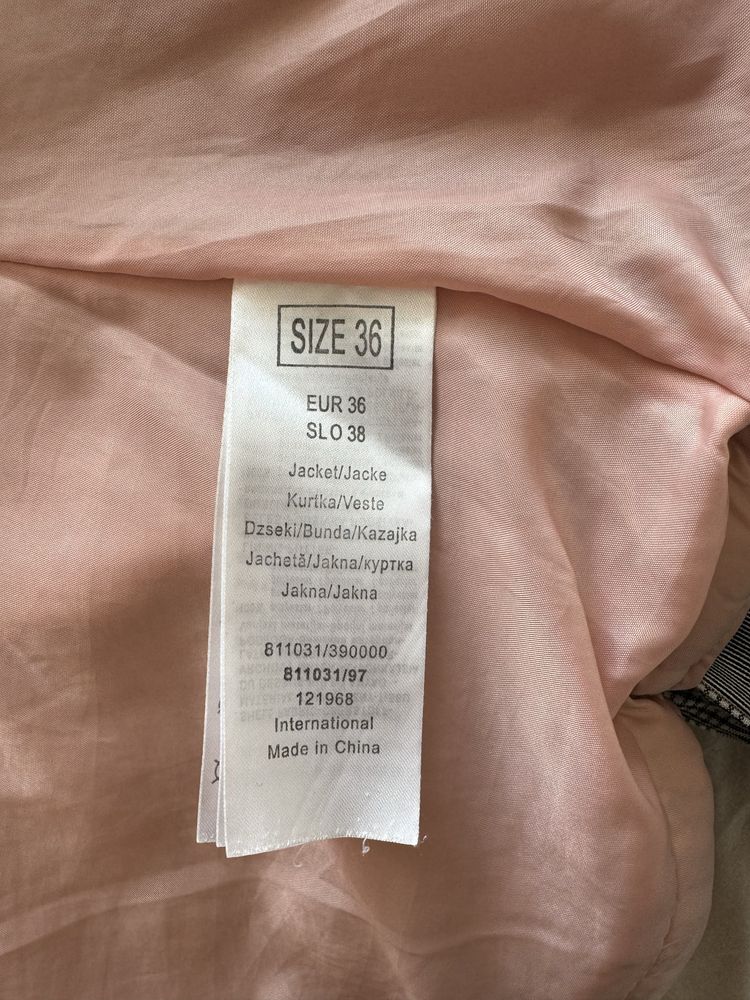 SIZE 36
EUR 36
SLO 38
Jacket/Jacke
Kurtka/Veste
Dzseki/Bunda/Kazajka
Jachetă/Jakna/куртка
Jakna/Jakna
811031/390000
811031/97
121968
International
Made in China